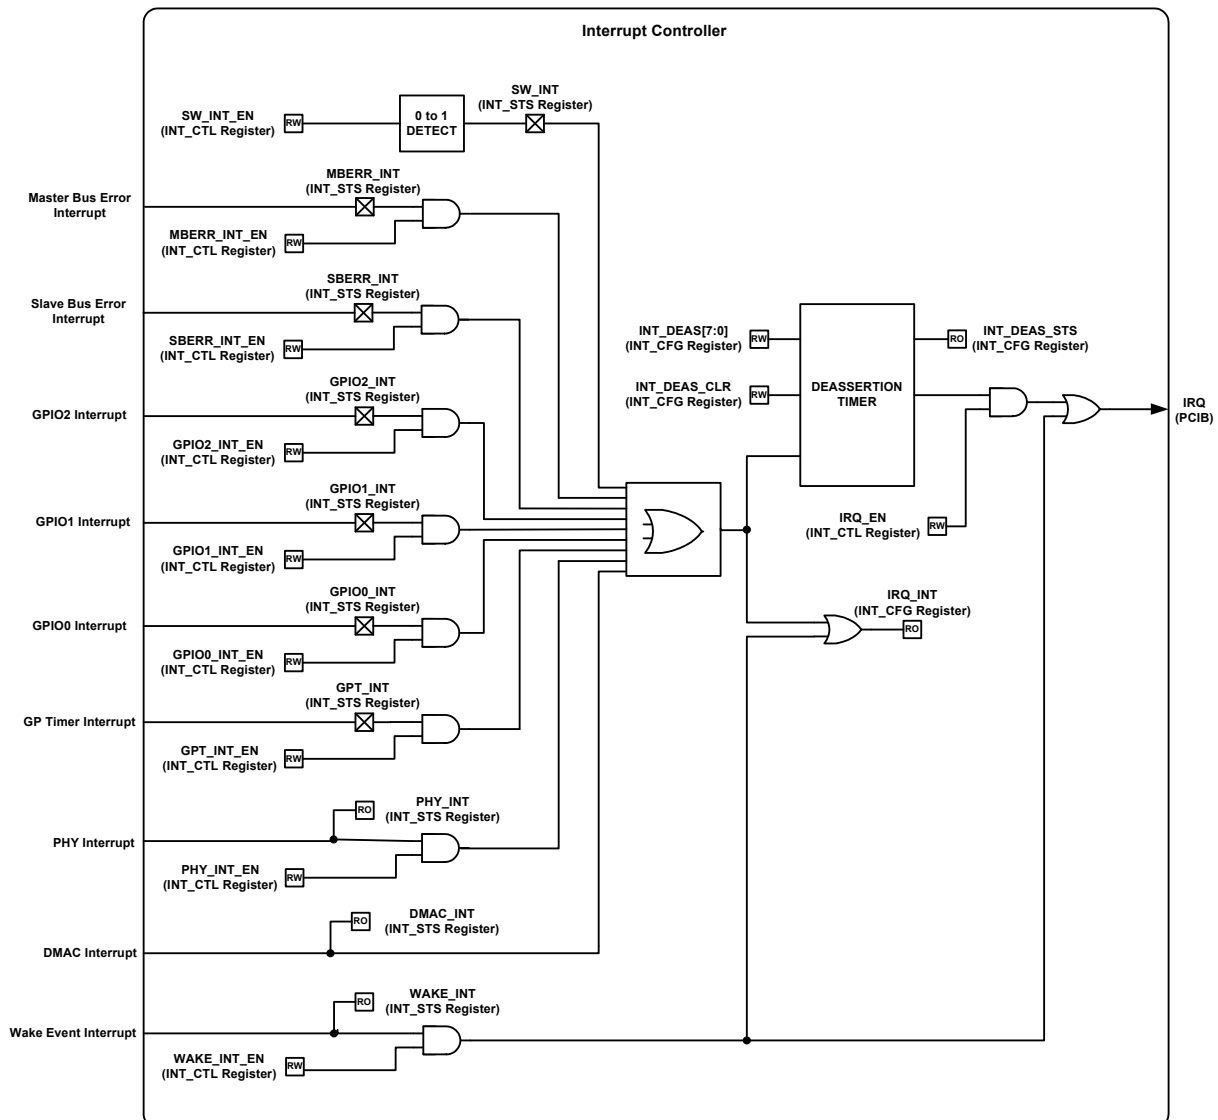 Interrupt Controller
SW_INT_EN
(INT_CTL Register)
RW
0 to 1
DETECT
SW_INT
(INT_STS Register)
Master Bus Error
Interrupt
MBERR_INT
(INT_STS Register)
MBERR_INT_EN
(INT_CTL Register)
RW
Slave Bus Error
Interrupt
SBERR_INT
(INT_STS Register)
SBERR_INT_EN
(INT_CTL Register)
RW
GPIO2 Interrupt
GPIO2_INT
(INT_STS Register)
GPIO2_INT_EN
(INT_CTL Register)
RW
GPIO1 Interrupt
GPIO1_INT
(INT_STS Register)
GPIO1_INT_EN
(INT_CTL Register)
RW
GPIO0 Interrupt
GPIO0_INT
(INT_STS Register)
GPIO0_INT_EN
(INT_CTL Register)
RW
GP Timer Interrupt
GPT_INT
(INT_STS Register)
GPT_INT_EN
(INT_CTL Register)
RW
PHY Interrupt
RO
PHY_INT
(INT_STS Register)
PHY_INT_EN
(INT_CTL Register)
RW
DMAC Interrupt
RO
DMAC_INT
(INT_STS Register)
Wake Event Interrupt
RO
WAKE_INT
(INT_STS Register)
WAKE_INT_EN
(INT_CTL Register)
RW
INT_DEAS[7:0]
(INT_CFG Register)
RW
INT_DEAS_CLR
(INT_CFG Register)
RW
DEASSERTION
TIMER
RO
INT_DEAS_STS
(INT_CFG Register)
IRQ_EN
(INT_CTL Register)
RW
IRQ_INT
(INT_CFG Register)
RO
IRQ
(PCIB)